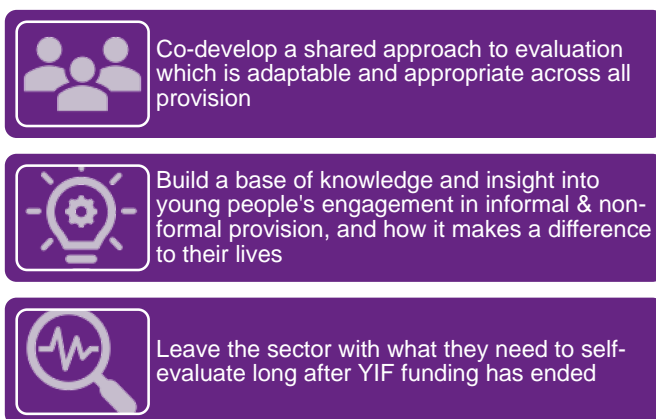 Co-develop a shared approach to evaluation
which is adaptable and appropriate across all
provision
Build a base of knowledge and insight into
young people's engagement in informal & non-
formal provision, and how it makes a difference
to their lives
Leave the sector with what they need to self-
evaluate long after YIF funding has ended